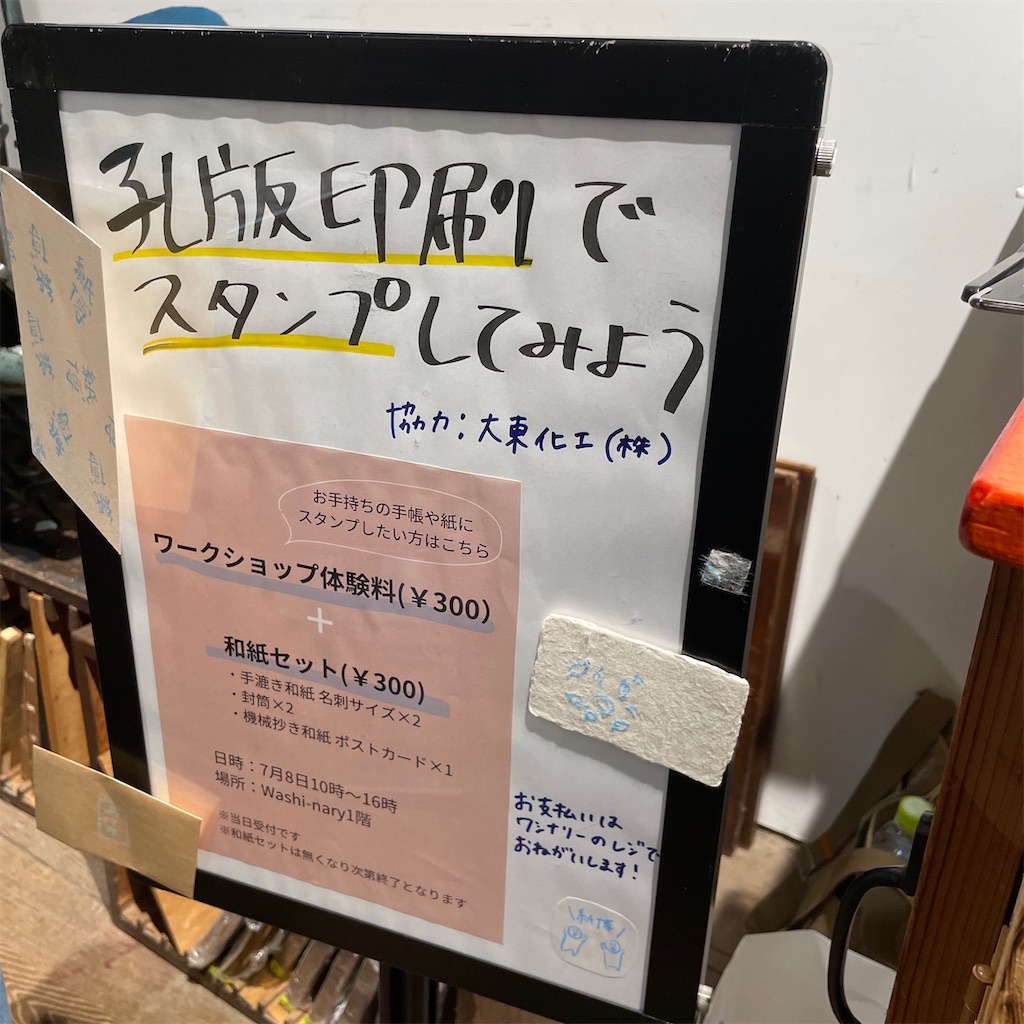 孔版印刷で
スタンプしてみよう
協力:大東化工(株)
お手持ちの手帳や紙に
スタンプしたい方はこちら
ワークショップ体験料(¥300)
+
和紙セット(¥300)
・手漉き和紙 名刺サイズ×2
・封筒×2
・機械抄き和紙 ポストカード×1
日時:7月8日10時〜16時
場所:Washi-nary1階
※当日受付です
※和紙セットは無くなり次第終了となります
お支払いは
ワシナリーのレジで
おねがいします!
\紙博/